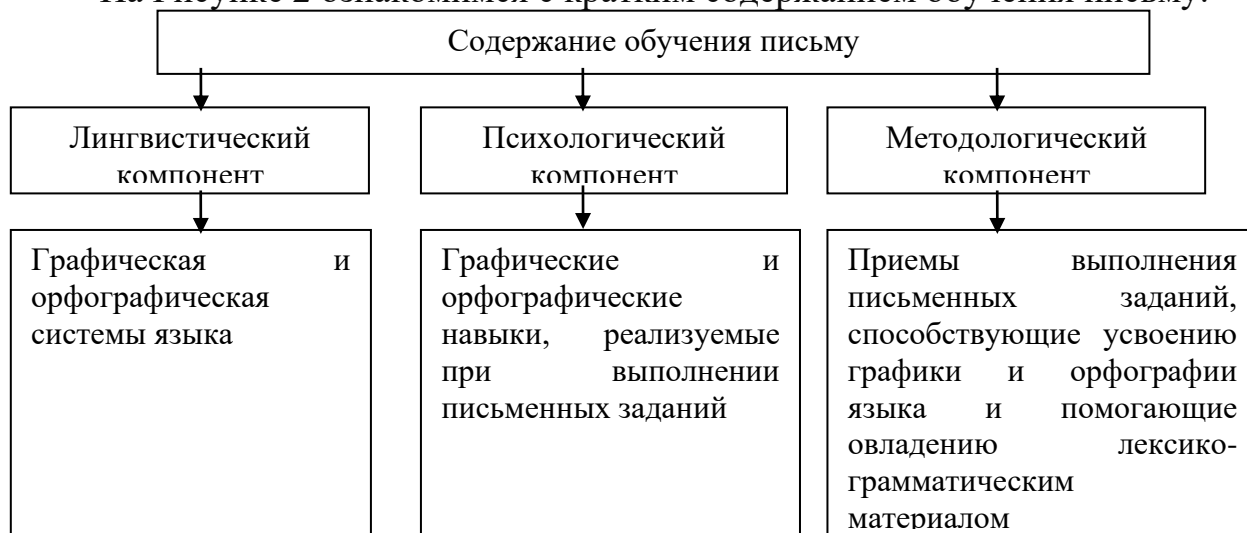 На Рисунке 2 ознакомимся с кратким содержанием обучения письму.
Содержание обучения письму
Лингвистический
компонент
Психологический
компонент
Методологический
компонент
Графическая и
орфографическая
системы языка
Графические и
орфографические
навыки, реализуемые
при выполнении
письменных заданий
Приемы выполнения
письменных заданий,
способствующие усвоению
графики и орфографии
языка и помогающие
овладению лексико-
грамматическим
материалом